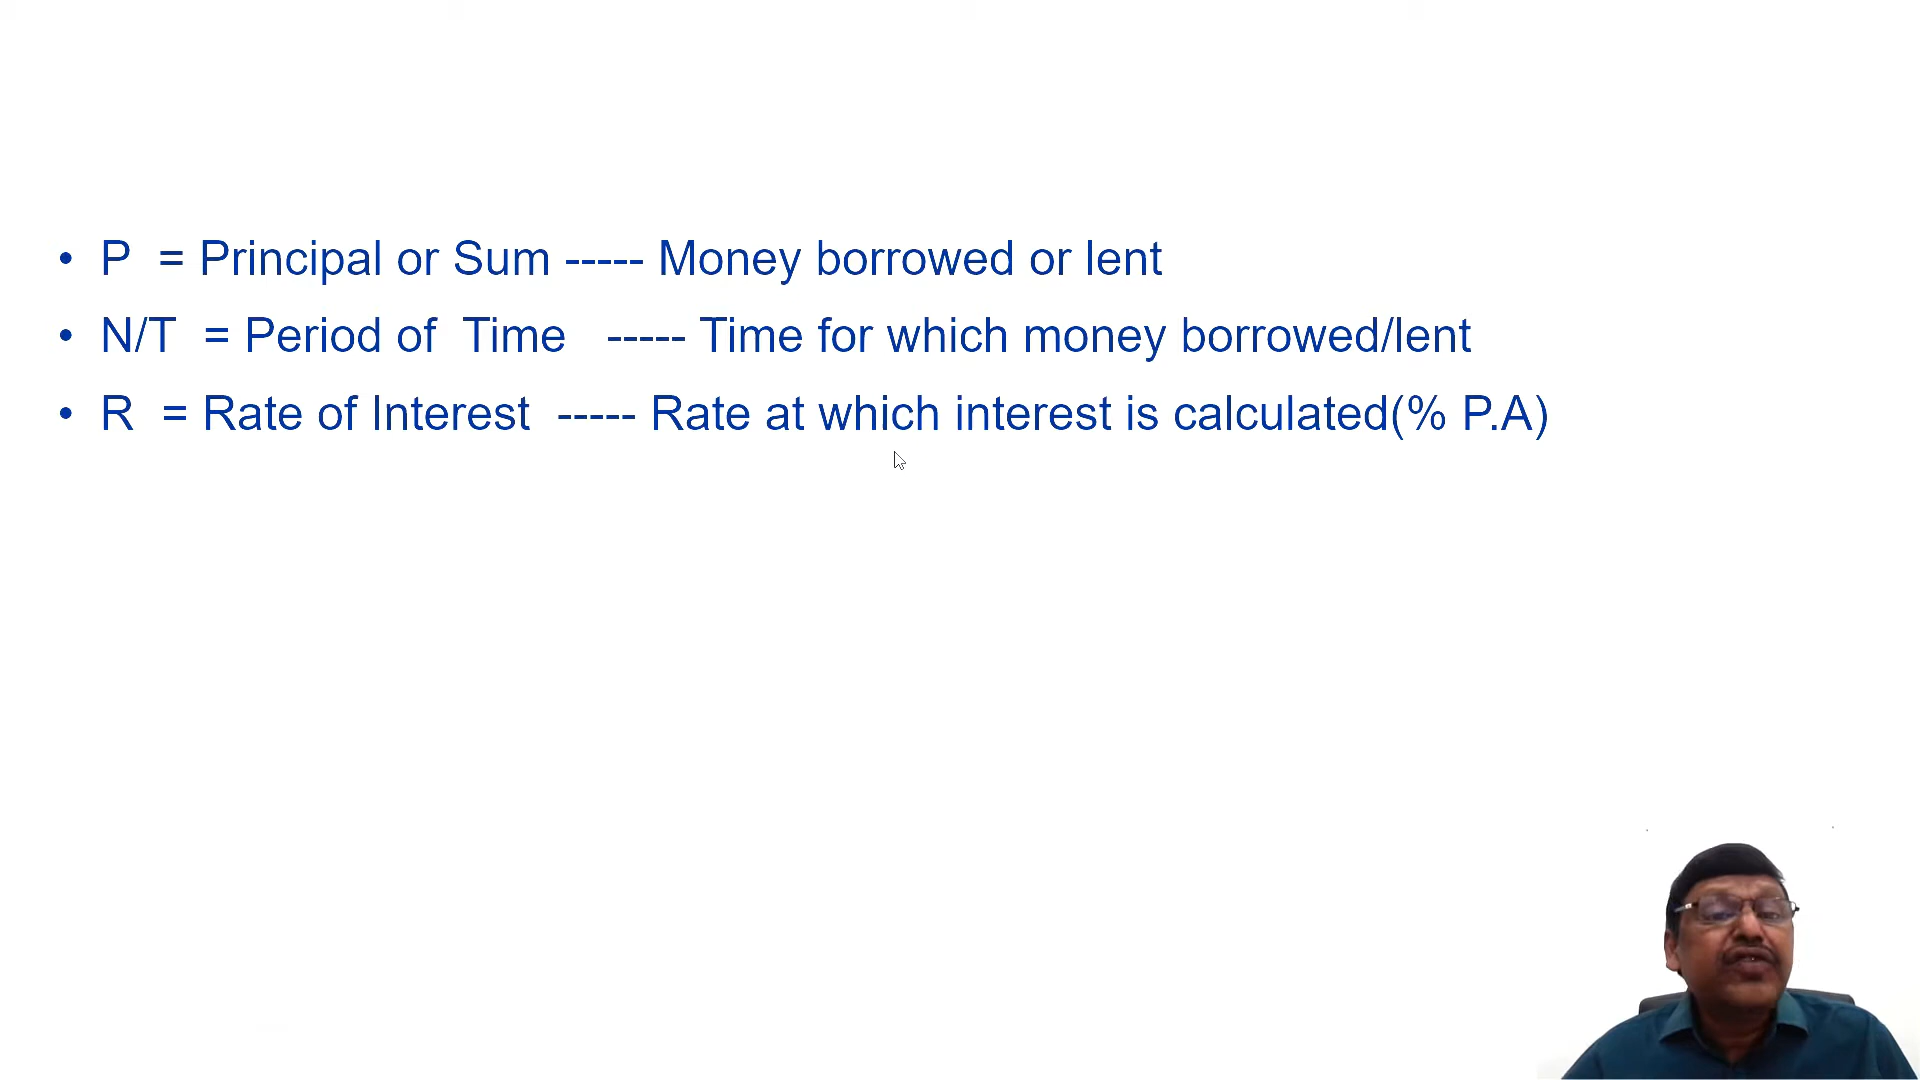 • P = Principal or Sum ----- Money borrowed or lent
• N/T = Period of Time ----- Time for which money borrowed/lent
• R = Rate of Interest ----- Rate at which interest is calculated(% P.A)